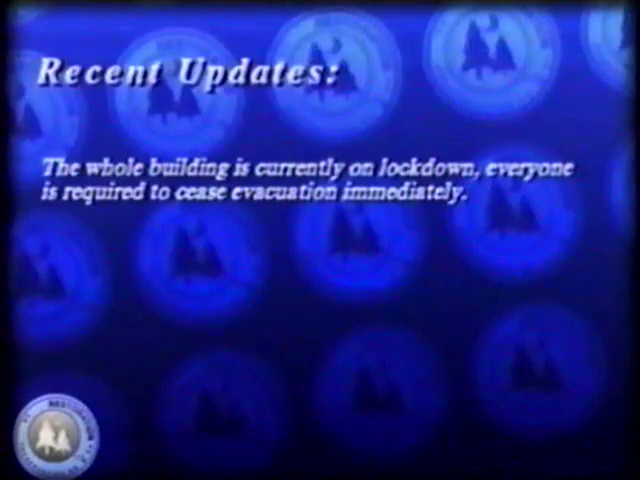 Recent Updates:
The whole building is currently on lockdown, everyone
is required to cease evacuation immediately.